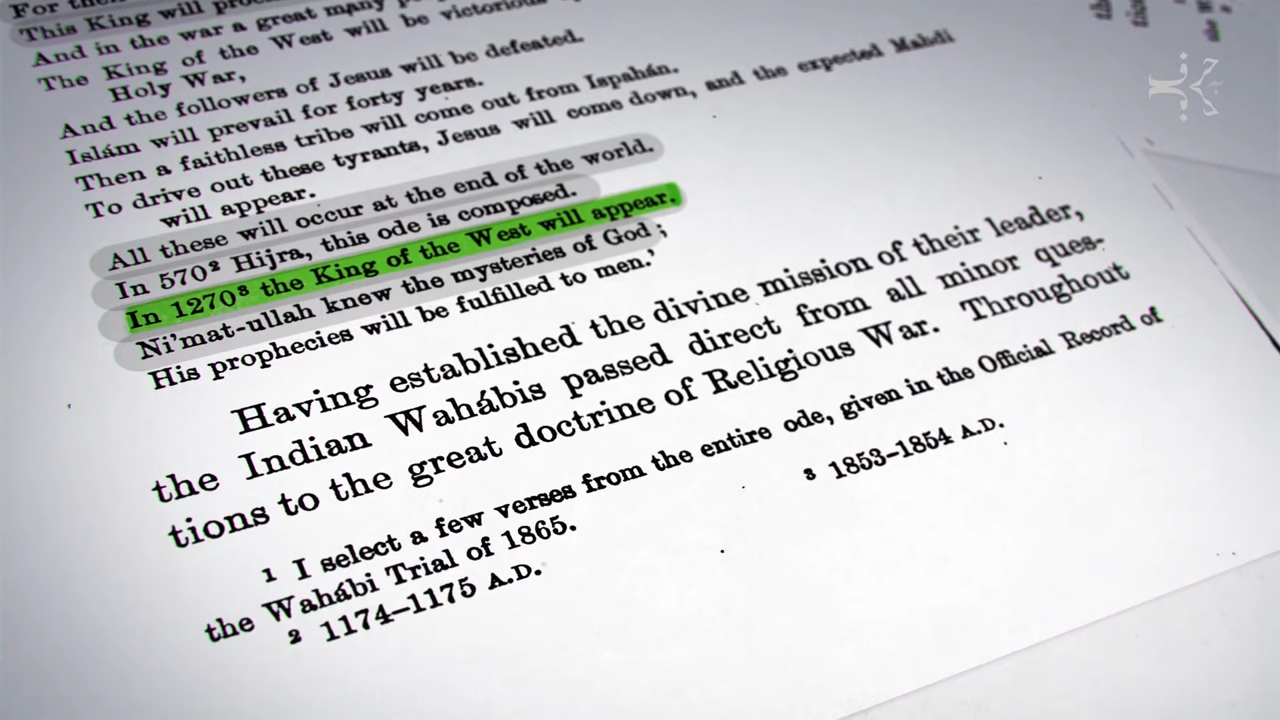 For the
This King will
And in the war a great many
The King of the West will be victorious
Holy War,
And the followers of Jesus will be defeated.
Islám will prevail for forty years.
Then a faithless tribe will come out from Ispahán.
To drive out these tyrants, Jesus will come down, and the expected Mahdi
will appear.
All these will occur at the end of the world.
In 570² Hijra, this ode is composed.
In 1270³ the King of the West will appear.
Ni'mat-ullah knew the mysteries of God;
His prophecies will be fulfilled to men.'
Having established the divine mission of their leader,
the Indian Wahábis passed direct from all minor ques-
tions to the great doctrine of Religious War. Throughout
1 I select a few verses from the entire ode, given in the Official Record of
the Wahábi Trial of 1865.
2 1174–1175 A.D.
3 1853–1854 A.D.